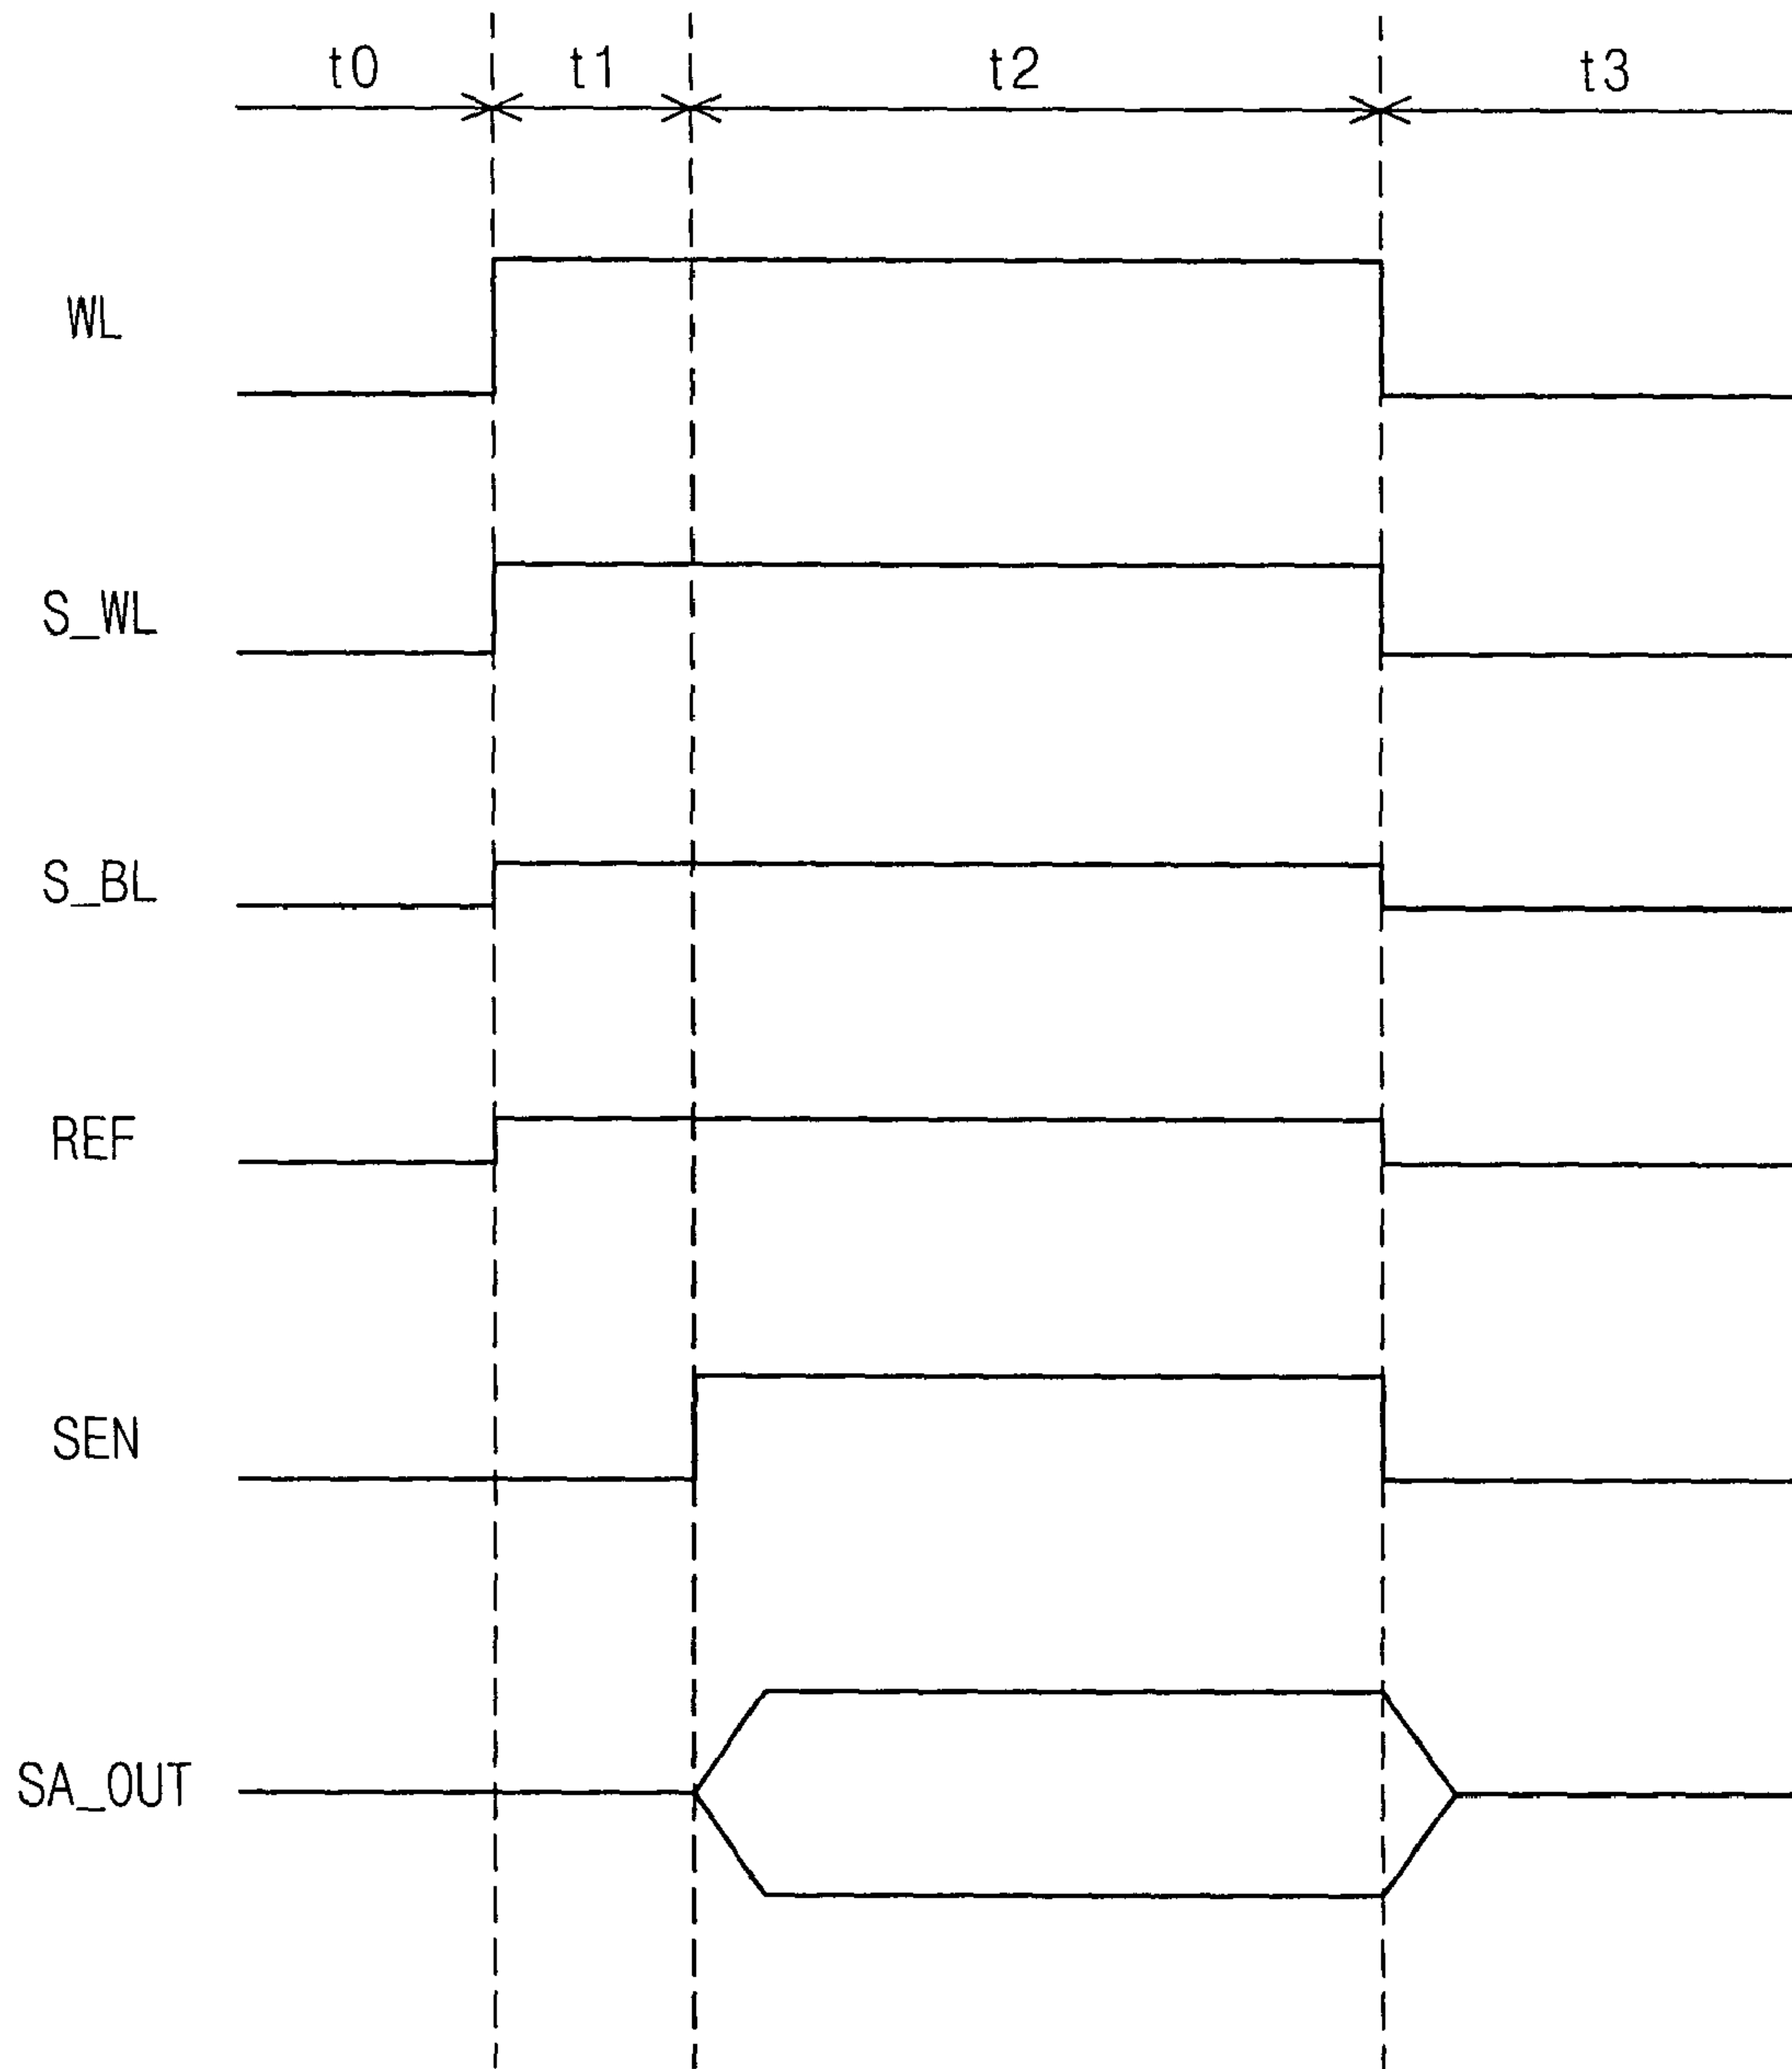 t0 t1 t2 t3
WL
S_WL
S_BL
REF
SEN
SA_OUT